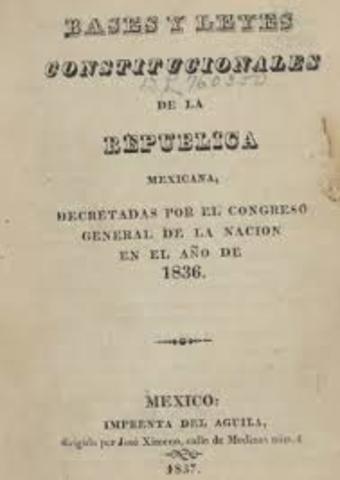 BASES Y LEYES
CONSTITUCIONALES
DE LA
REPUBLICA
MEXICANA,
DECRETADAS POR EL CONGRESO
GENERAL DE LA NACION
EN EL AÑO DE
1836.
MEXICO:
IMPRENTA DEL AGUILA,
dirigida por José Ximeno, calle de Medinas núm. 6
1837.